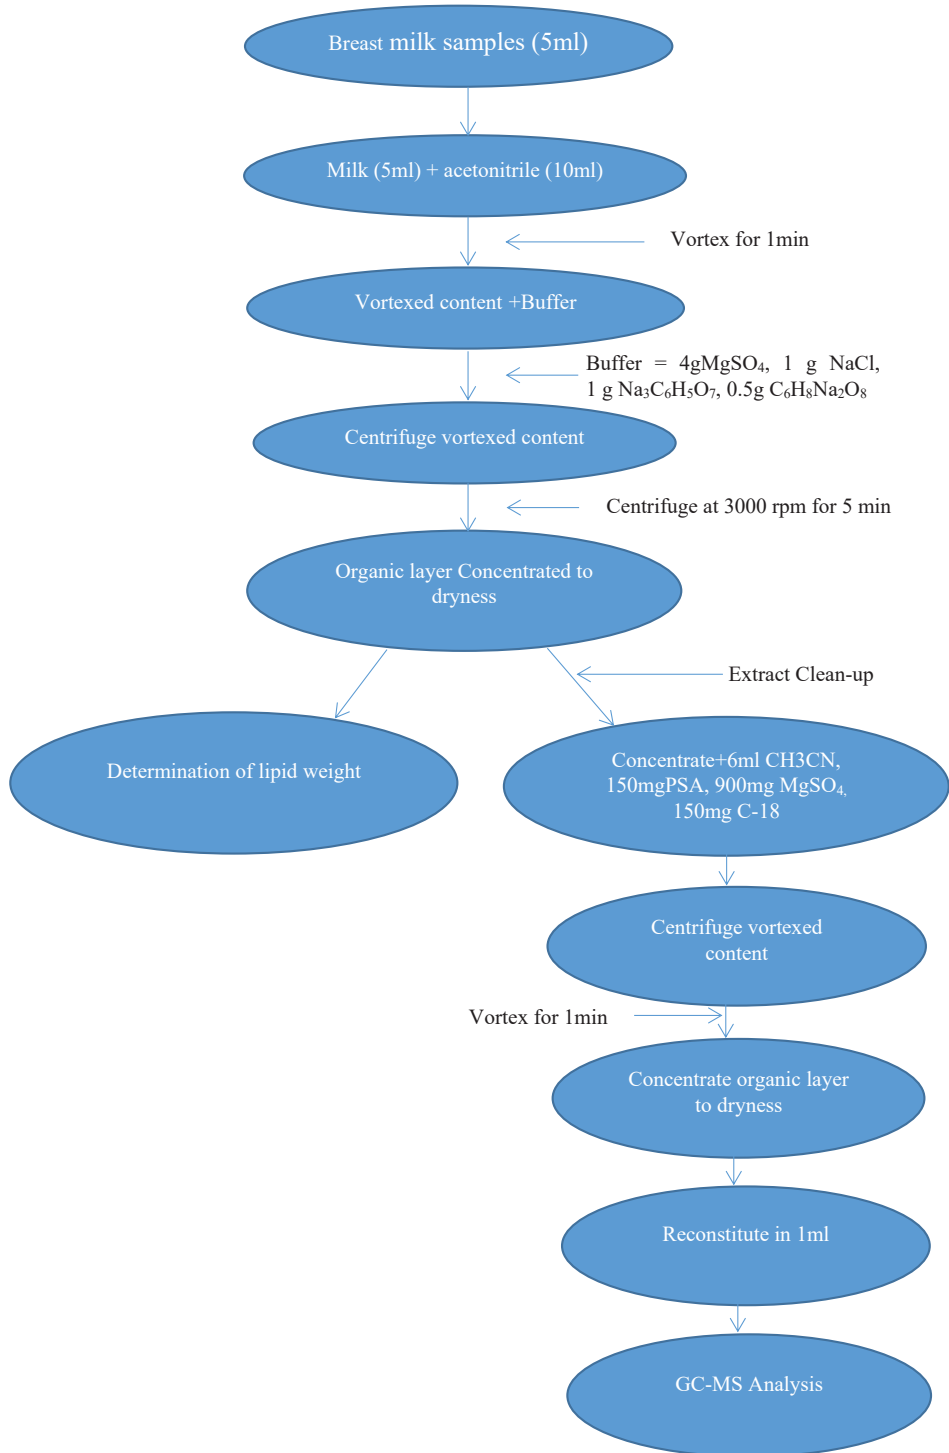 Breast milk samples (5ml)
Milk (5ml) + acetonitrile (10ml)
Vortex for 1min
Vortexed content +Buffer
Buffer = 4gMgSO₄, 1 g NaCl,
1 g Na₃C₆H₅O₇, 0.5g C₆H₈Na₂O₈
Centrifuge vortexed content
Centrifuge at 3000 rpm for 5 min
Organic layer Concentrated to
dryness
Extract Clean-up
Determination of lipid weight
Concentrate+6ml CH3CN,
150mgPSA, 900mg MgSO₄,
150mg C-18
Centrifuge vortexed
content
Vortex for 1min
Concentrate organic layer
to dryness
Reconstitute in 1ml
GC-MS Analysis